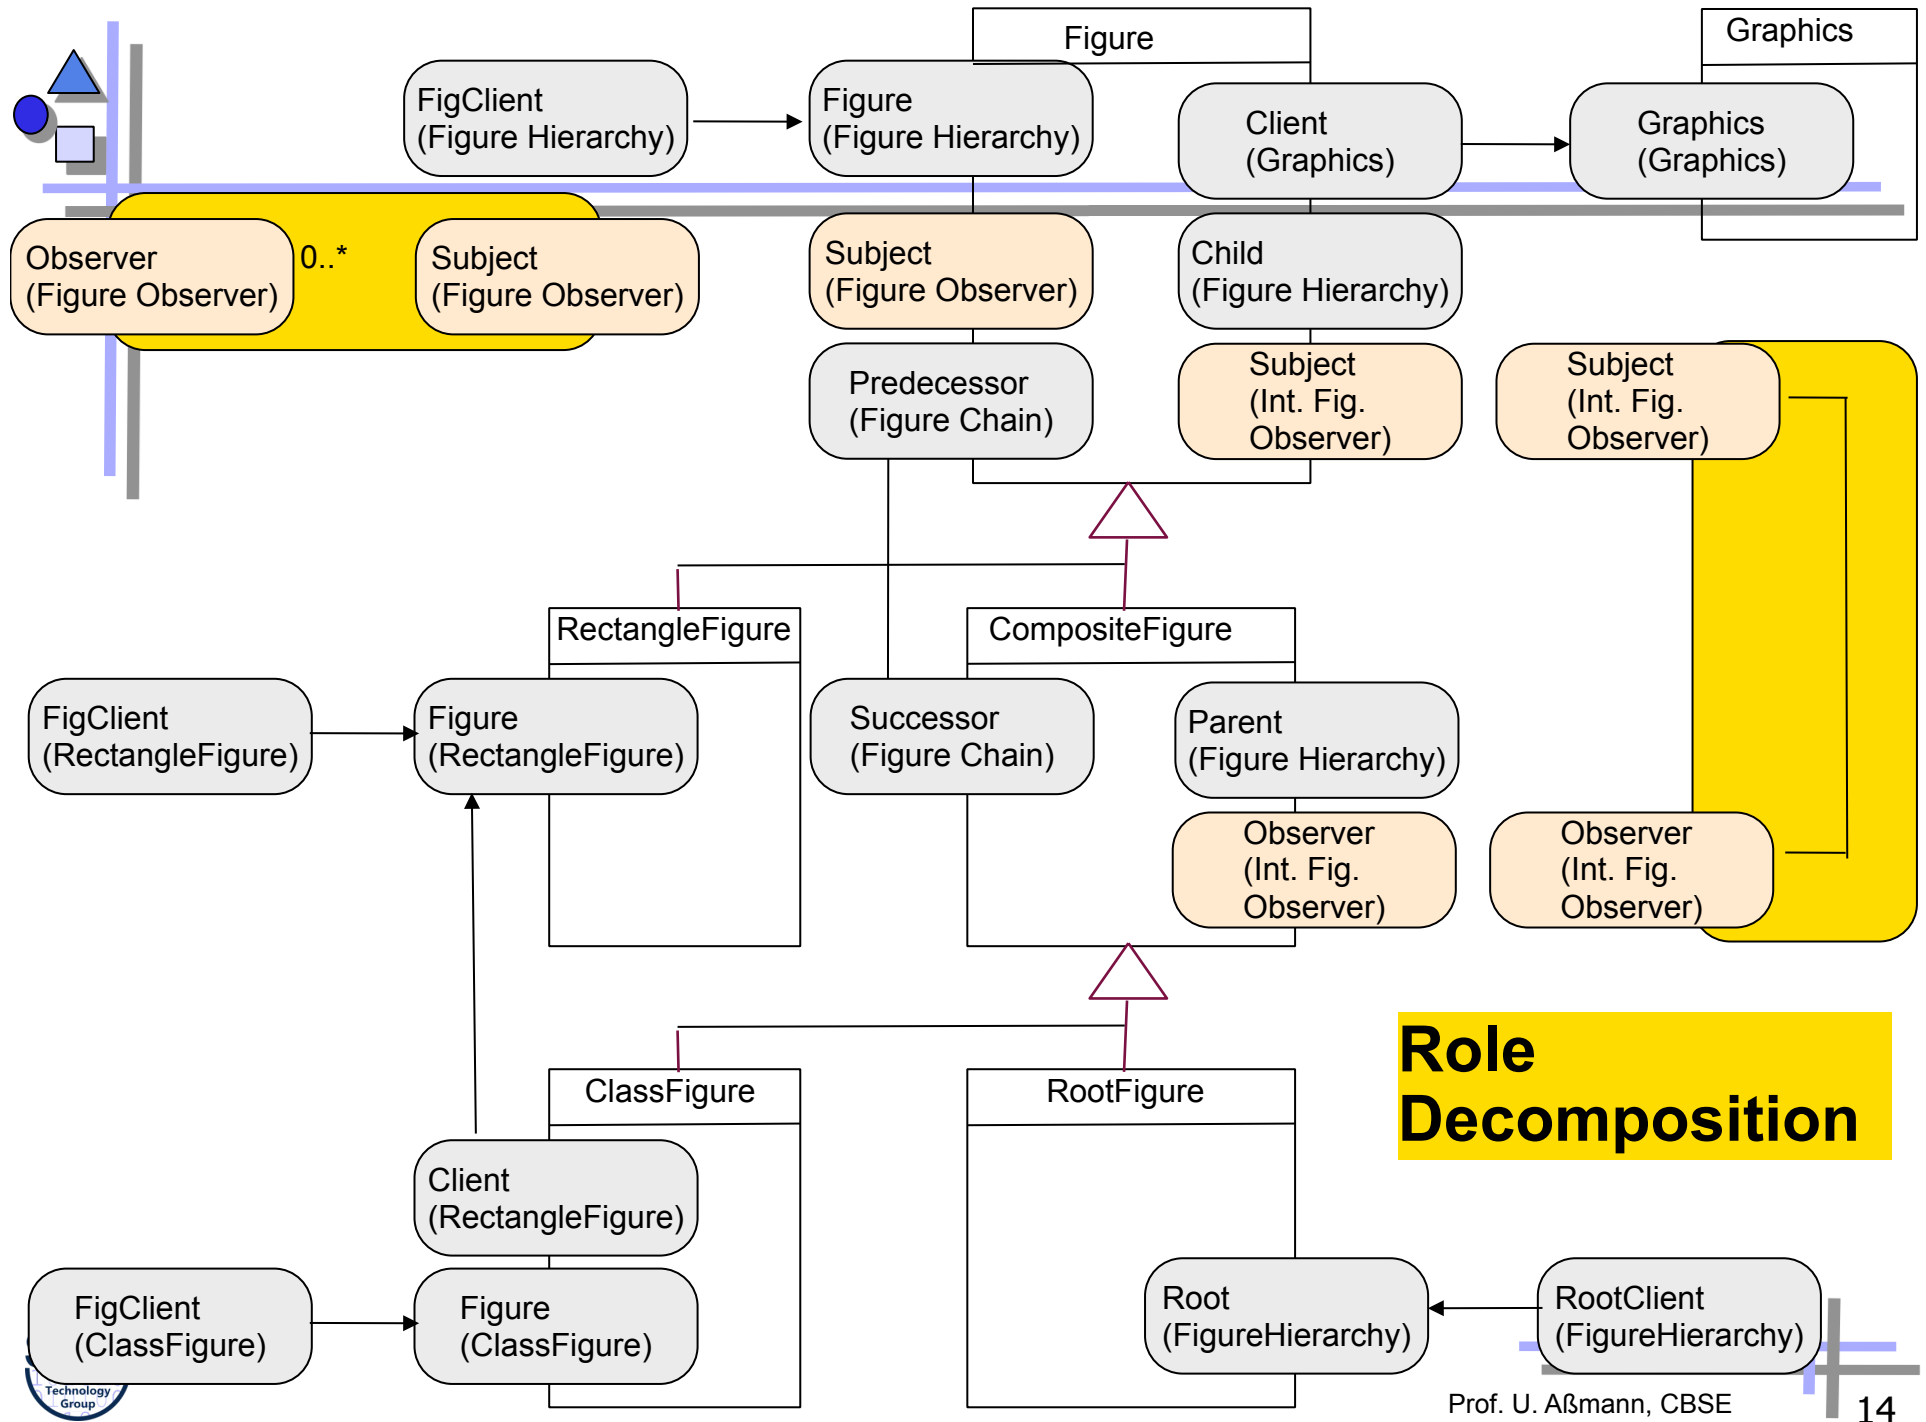 Figure
Graphics
FigClient
(Figure Hierarchy)
Figure
(Figure Hierarchy)
Client
(Graphics)
Graphics
(Graphics)
Observer
(Figure Observer)
0..*
Subject
(Figure Observer)
Subject
(Figure Observer)
Child
(Figure Hierarchy)
Predecessor
(Figure Chain)
Subject
(Int. Fig.
Observer)
Subject
(Int. Fig.
Observer)
RectangleFigure
CompositeFigure
FigClient
(RectangleFigure)
Figure
(RectangleFigure)
Successor
(Figure Chain)
Parent
(Figure Hierarchy)
Observer
(Int. Fig.
Observer)
Observer
(Int. Fig.
Observer)
Role
Decomposition
ClassFigure
RootFigure
Client
(RectangleFigure)
FigClient
(ClassFigure)
Figure
(ClassFigure)
Root
(FigureHierarchy)
RootClient
(FigureHierarchy)
Technology
Group
Prof. U. Aßmann, CBSE
14